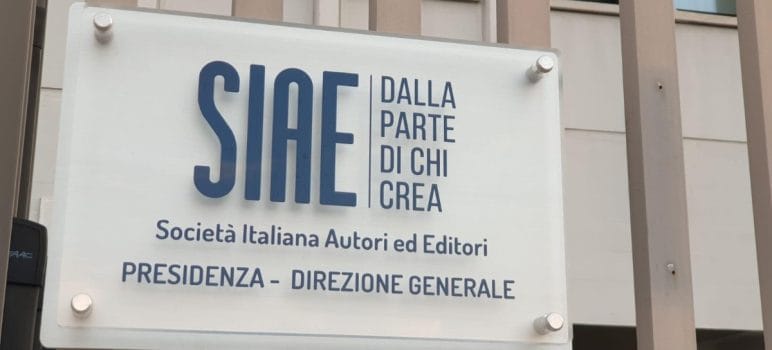 SIAE
DALLA
PARTE
DI CHI
CREA
Società Italiana Autori ed Editori
PRESIDENZA - DIREZIONE GENERALE